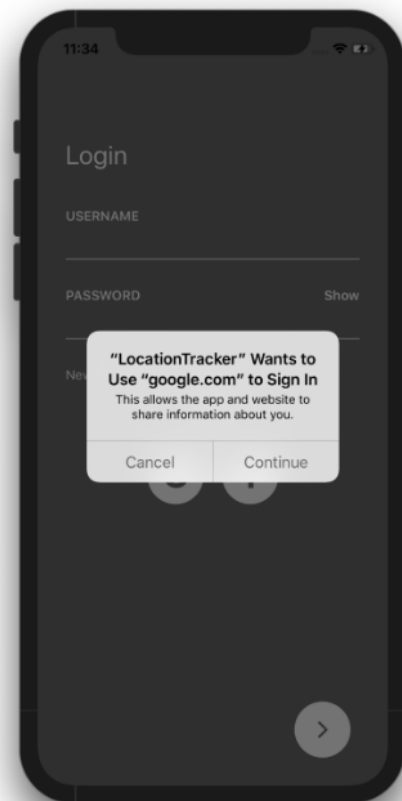 11:34
Login
USERNAME
PASSWORD Show
"LocationTracker" Wants to
Use "google.com" to Sign In
This allows the app and website to
share information about you.
New
Cancel Continue